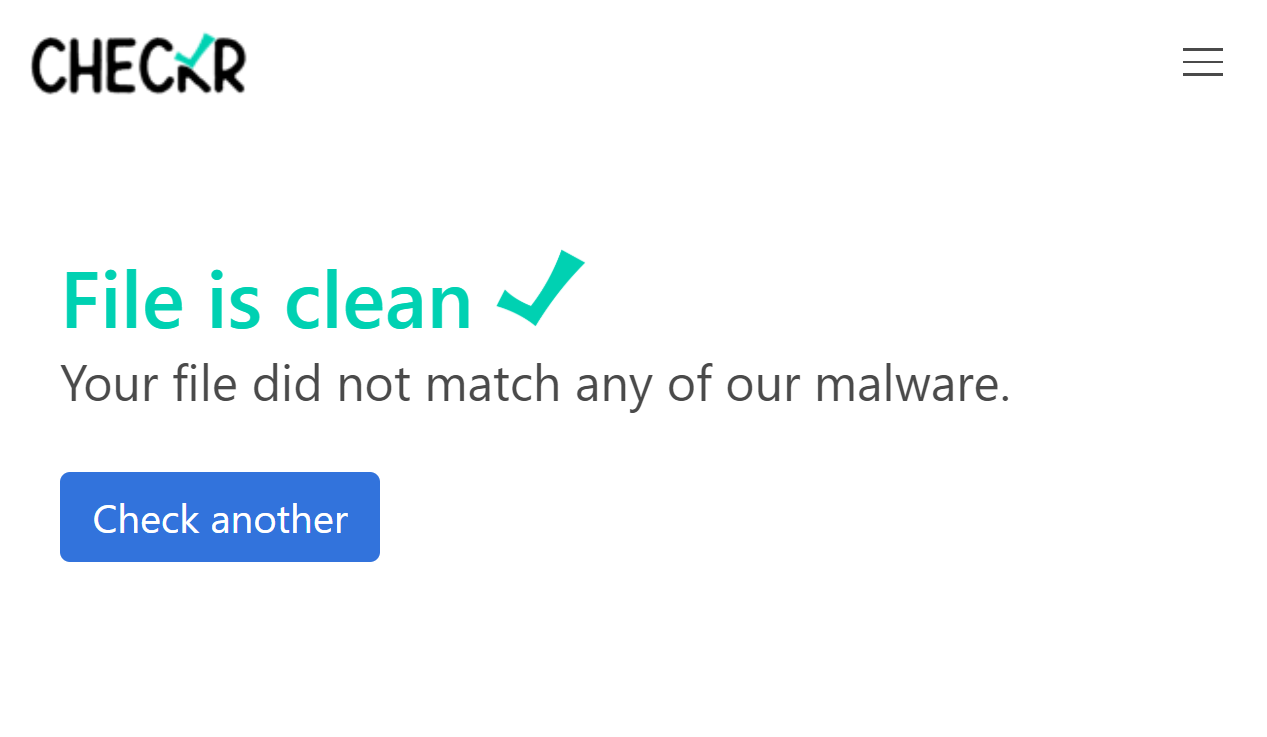 CHECKR
File is clean
Your file did not match any of our malware.
Check another